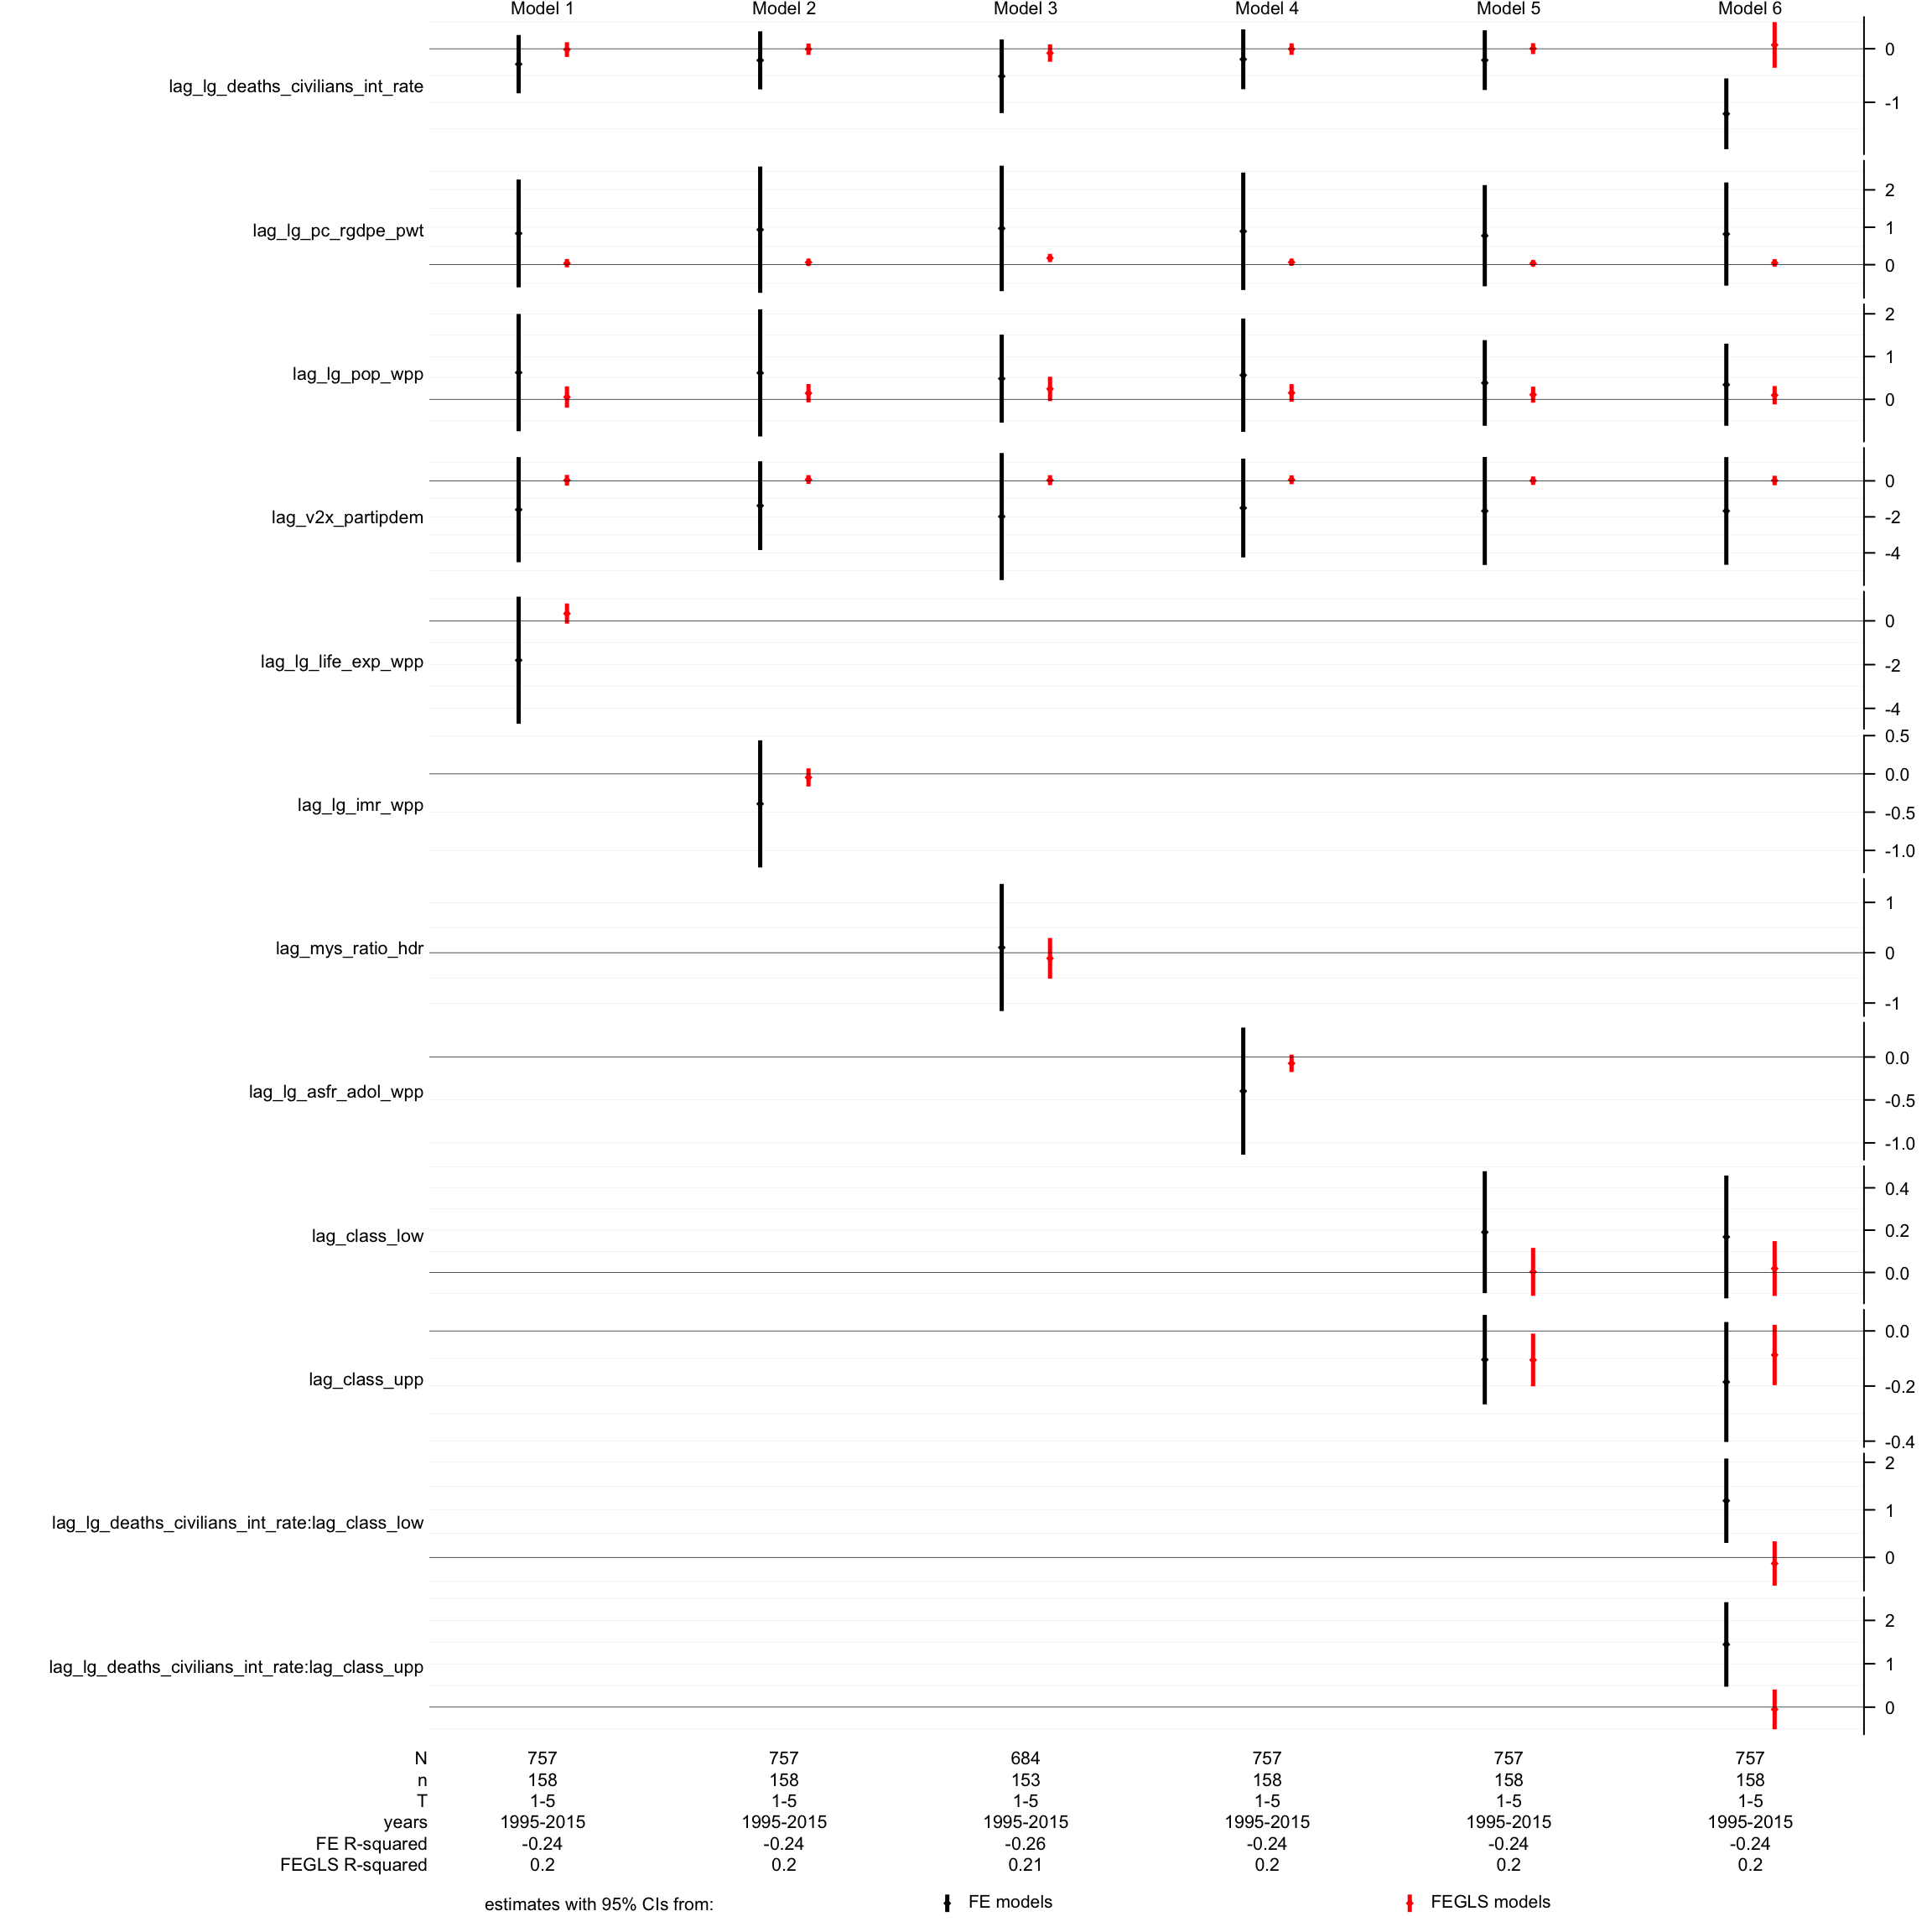 Model 1 Model 2 Model 3 Model 4 Model 5 Model 6
lag_lg_deaths_civilians_int_rate
0
-1
lag_lg_pc_rgdpe_pwt
2
1
0
lag_lg_pop_wpp
2
1
0
lag_v2x_partipdem
0
-2
-4
lag_lg_life_exp_wpp
0
-2
-4
lag_lg_imr_wpp
0.5
0.0
-0.5
-1.0
lag_mys_ratio_hdr
1
0
-1
lag_lg_asfr_adol_wpp
0.0
-0.5
-1.0
lag_class_low
0.4
0.2
0.0
lag_class_upp
0.0
-0.2
-0.4
lag_lg_deaths_civilians_int_rate:lag_class_low
2
1
0
lag_lg_deaths_civilians_int_rate:lag_class_upp
2
1
0
N 757 757 684 757 757 757
n 158 158 153 158 158 158
T 1-5 1-5 1-5 1-5 1-5 1-5
years 1995-2015 1995-2015 1995-2015 1995-2015 1995-2015 1995-2015
FE R-squared -0.24 -0.24 -0.26 -0.24 -0.24 -0.24
FEGLS R-squared 0.2 0.2 0.21 0.2 0.2 0.2
estimates with 95% CIs from: FE models FEGLS models